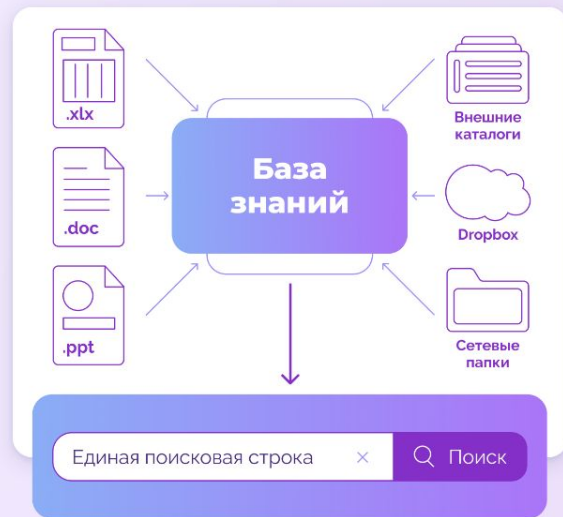 .xlx
.doc
.ppt
База
знаний
Внешние
каталоги
Dropbox
Сетевые
папки
Единая поисковая строка × Поиск